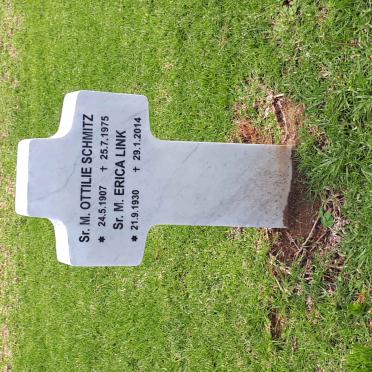 Sr. M. OTTILIE SCHMITZ
* 24.5.1907 † 25.7.1975
Sr. M. ERICA LINK
* 21.9.1930 † 29.1.2014